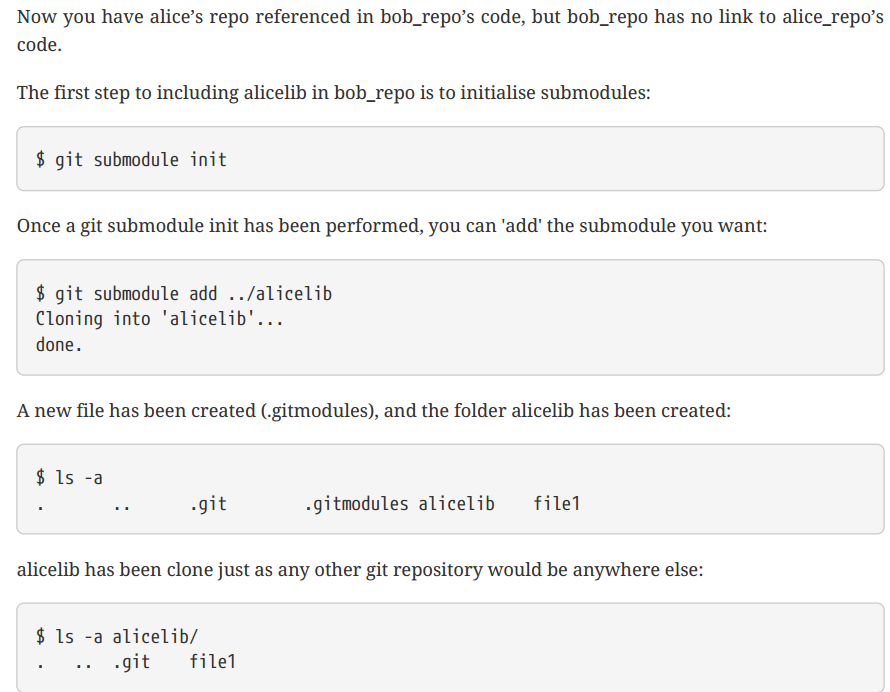 Now you have alice’s repo referenced in bob_repo’s code, but bob_repo has no link to alice_repo’s
code.
The first step to including alicelib in bob_repo is to initialise submodules:
$ git submodule init
Once a git submodule init has been performed, you can 'add' the submodule you want:
$ git submodule add ../alicelib
Cloning into 'alicelib'...
done.
A new file has been created (.gitmodules), and the folder alicelib has been created:
$ ls -a
.       ..      .git        .gitmodules alicelib    file1
alicelib has been clone just as any other git repository would be anywhere else:
$ ls -a alicelib/
.   ..  .git    file1